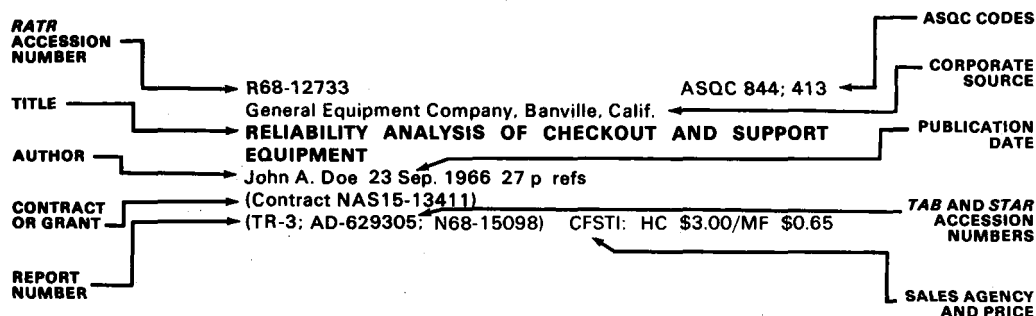 RATR
ACCESSION
NUMBER
TITLE
AUTHOR
CONTRACT
OR GRANT
REPORT
NUMBER
R68-12733 ASQC 844; 413
General Equipment Company, Banville, Calif.
RELIABILITY ANALYSIS OF CHECKOUT AND SUPPORT
EQUIPMENT
John A. Doe 23 Sep. 1966 27 p refs
(Contract NAS15-13411)
(TR-3; AD-629305; N68-15098) CFSTI: HC $3.00/MF $0.65
ASQC CODES
CORPORATE
SOURCE
PUBLICATION
DATE
TAB AND STAR
ACCESSION
NUMBERS
SALES AGENCY
AND PRICE